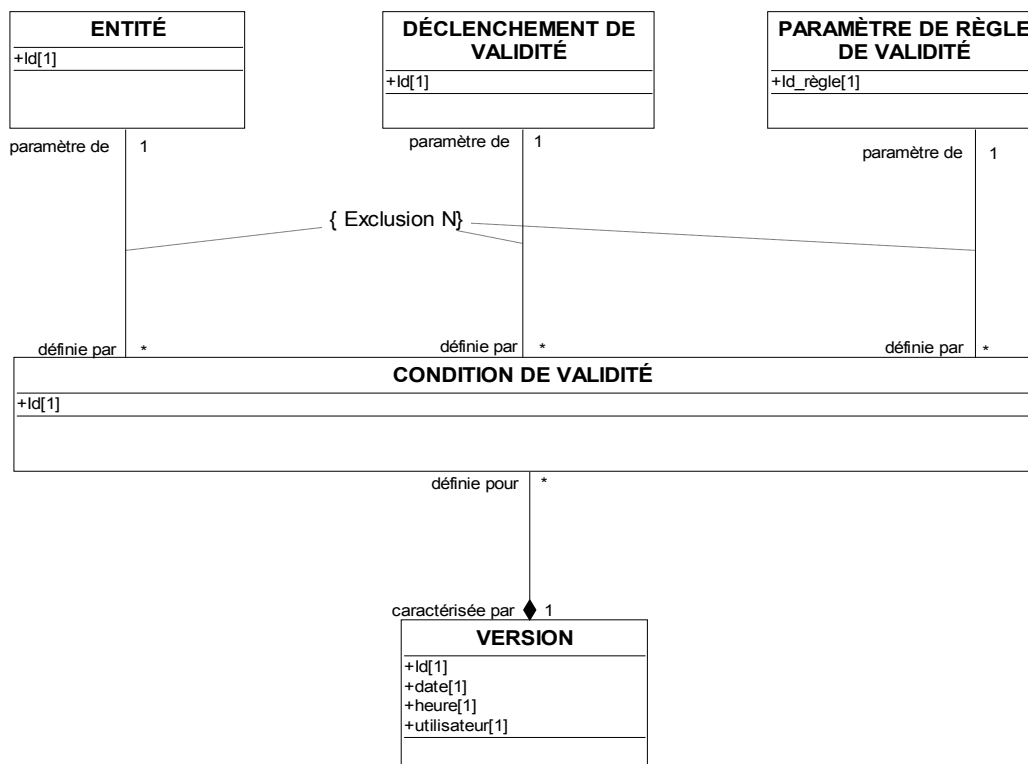 ENTITÉ
+Id[1]
DÉCLENCHEMENT DE
VALIDITÉ
+Id[1]
PARAMÈTRE DE RÈGLE
DE VALIDITÉ
+Id_règle[1]
paramètre de 1
paramètre de 1
paramètre de 1
{ Exclusion N}
définie par *
définie par *
définie par *
CONDITION DE VALIDITÉ
+Id[1]
définie pour *
caractérisée par 1
VERSION
+Id[1]
+date[1]
+heure[1]
+utilisateur[1]